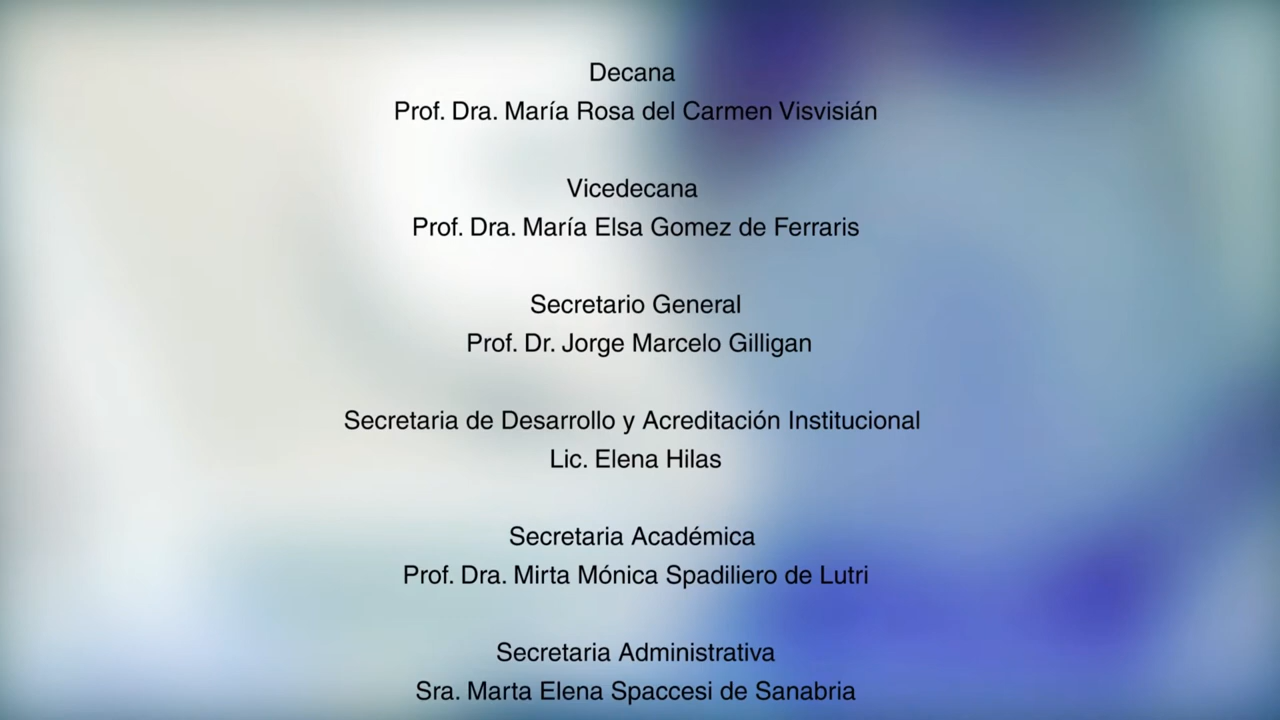 Decana
Prof. Dra. María Rosa del Carmen Visvisián
Vicedecana
Prof. Dra. María Elsa Gomez de Ferraris
Secretario General
Prof. Dr. Jorge Marcelo Gilligan
Secretaria de Desarrollo y Acreditación Institucional
Lic. Elena Hilas
Secretaria Académica
Prof. Dra. Mirta Mónica Spadiliero de Lutri
Secretaria Administrativa
Sra. Marta Elena Spaccesi de Sanabria